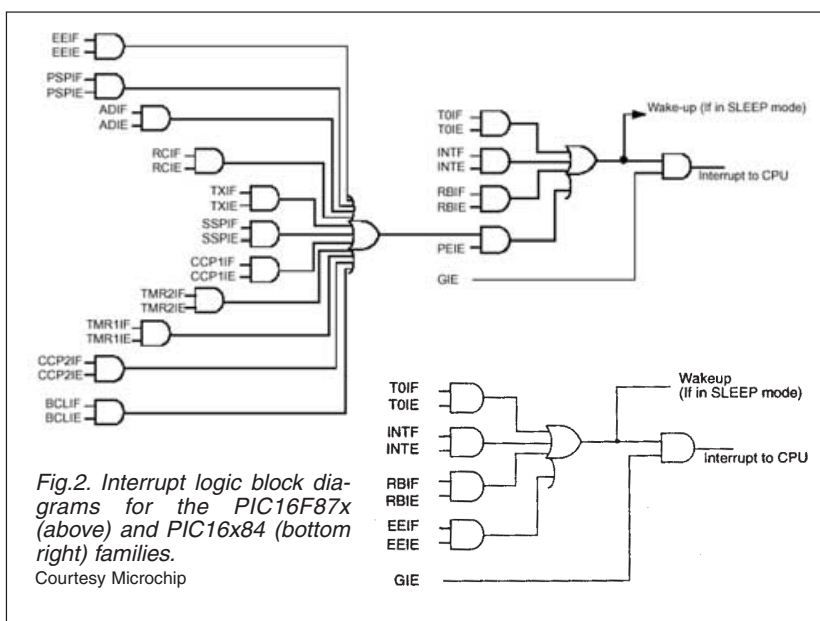 EEIF
EEIE
PSPIF
PSPIE
ADIF
ADIE
RCIF
RCIE
TXIF
TXIE
SSPIF
SSPIE
CCP1IF
CCP1IE
TMR2IF
TMR2IE
TMR1IF
TMR1IE
CCP2IF
CCP2IE
BCLIF
BCLIE
T0IF
T0IE
INTF
INTE
RBIF
RBIE
PEIE
GIE
Wake-up (If in SLEEP mode)
Interrupt to CPU
T0IF
T0IE
INTF
INTE
RBIF
RBIE
EEIF
EEIE
GIE
Wakeup
(If in SLEEP mode)
Interrupt to CPU
Fig.2. Interrupt logic block dia-
grams for the PIC16F87x
(above) and PIC16x84 (bottom
right) families.
Courtesy Microchip